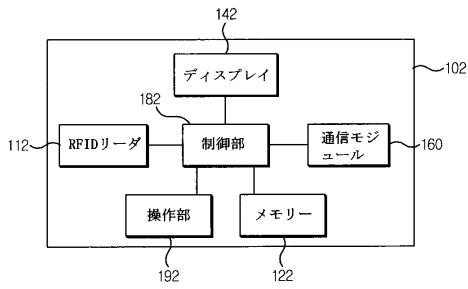 142
ディスプレイ
102
182
112
RFIDリーダ
制御部
通信モジ
ュール
160
操作部
メモリー
192
122